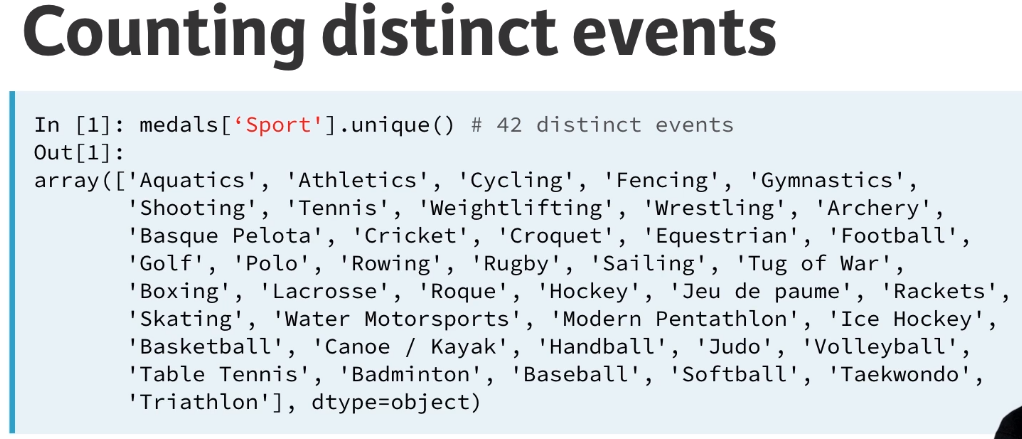 Counting distinct events
In [1]: medals[‘Sport'].unique() # 42 distinct events
Out[1]:
array(['Aquatics', 'Athletics', 'Cycling', 'Fencing', 'Gymnastics',
'Shooting', 'Tennis', 'Weightlifting', 'Wrestling', 'Archery',
'Basque Pelota', 'Cricket', 'Croquet', 'Equestrian', 'Football',
'Golf', 'Polo', 'Rowing', 'Rugby', 'Sailing', 'Tug of War',
'Boxing', 'Lacrosse', 'Roque', 'Hockey', 'Jeu de paume', 'Rackets',
'Skating', 'Water Motorsports', 'Modern Pentathlon', 'Ice Hockey',
'Basketball', 'Canoe / Kayak', 'Handball', 'Judo', 'Volleyball',
'Table Tennis', 'Badminton', 'Baseball', 'Softball', 'Taekwondo',
'Triathlon'], dtype=object)